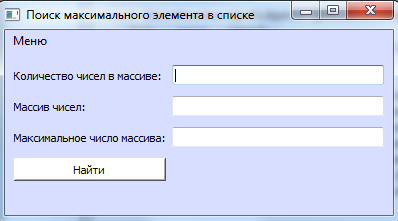 Поиск максимального элемента в списке
Меню
Количество чисел в массиве:
Массив чисел:
Максимальное число массива:
Найти